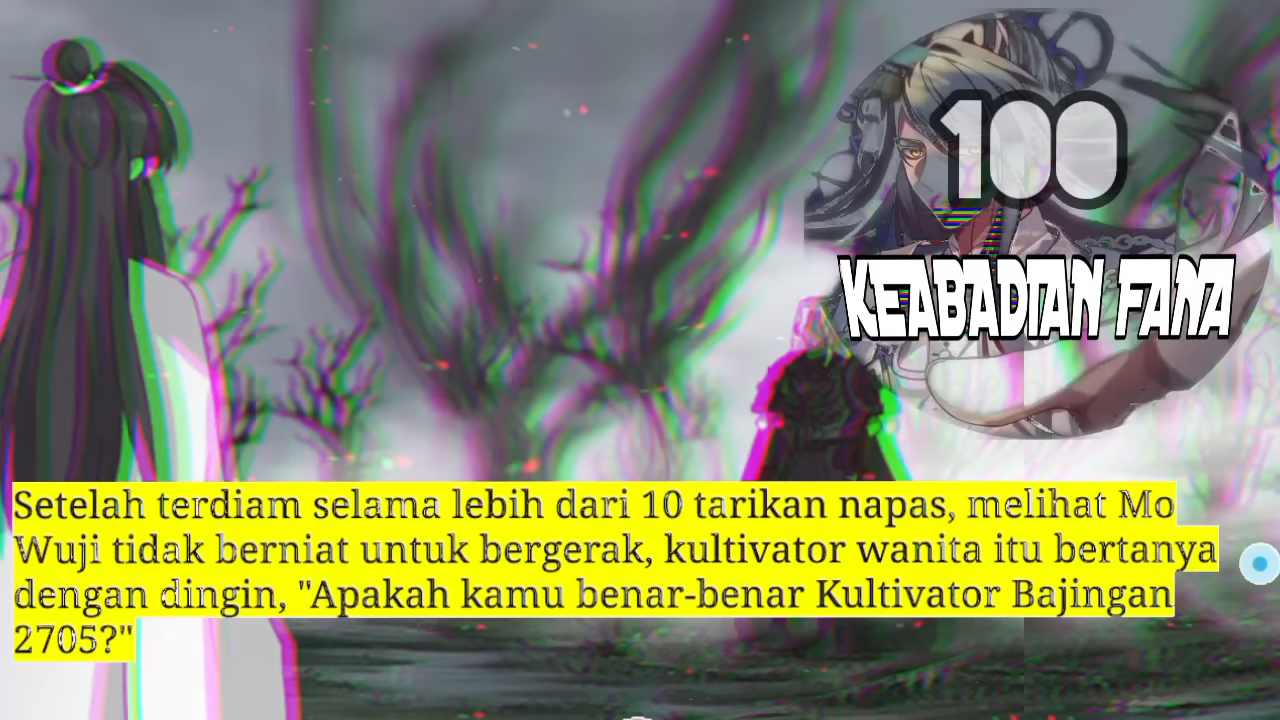 100
KEABADIAN FANA
Setelah terdiam selama lebih dari 10 tarikan napas, melihat Mo
Wuji tidak berniat untuk bergerak, kultivator wanita itu bertanya
dengan dingin, "Apakah kamu benar-benar Kultivator Bajingan
2705?"